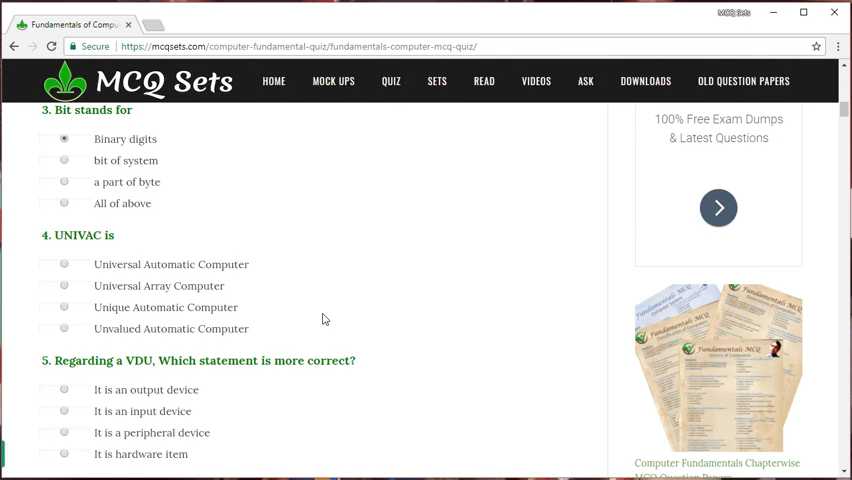 MCQ Sets
Fundamentals of Compu
Secure
https://mcqsets.com/computer-fundamental-quiz/fundamentals-computer-mcq-quiz/
MCQ Sets
HOME
MOCK UPS
QUIZ
SETS
READ
VIDEOS
ASK
DOWNLOADS
OLD QUESTION PAPERS
3. Bit stands for
Binary digits
bit of system
a part of byte
All of above
4. UNIVAC is
Universal Automatic Computer
Universal Array Computer
Unique Automatic Computer
Unvalued Automatic Computer
5. Regarding a VDU, Which statement is more correct?
It is an output device
It is an input device
It is a peripheral device
It is hardware item
100% Free Exam Dumps
& Latest Questions
Fundamentals MCQ
Fundamentals MCQ
Fundamentals MCQ
Computer Fundamentals Chapterwise
MCQ Question Papers